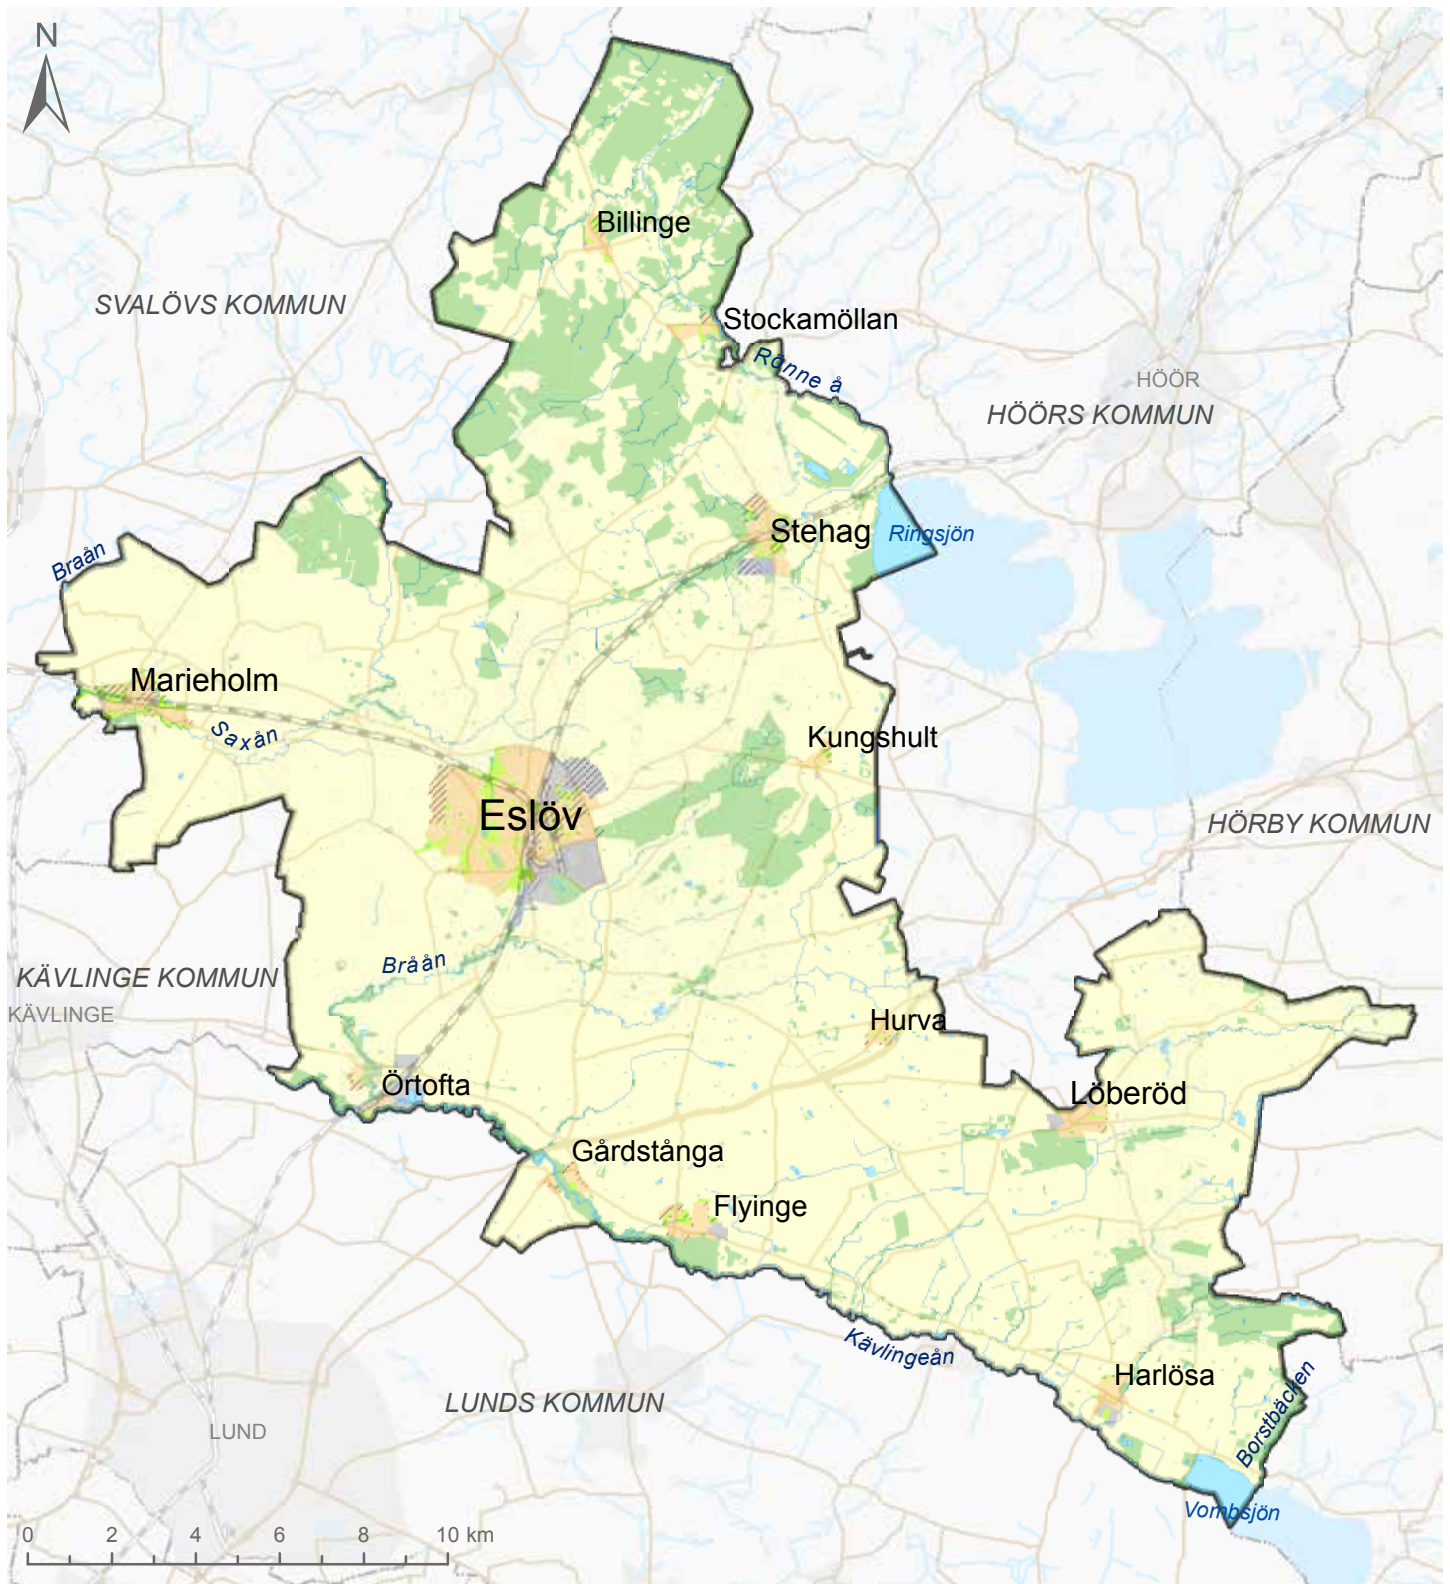 N
Billinge
SVALÖVS KOMMUN
Stockamöllan
Rönne å
HÖÖR
HÖÖRS KOMMUN
Stehag
Ringsjön
Braån
Marieholm
Saxån
Kungshult
Eslöv
HÖRBY KOMMUN
Bråån
KÄVLINGE KOMMUN
KÄVLINGE
Hurva
Örtofta
Löberöd
Gårdstånga
Flyinge
Kävlingeån
Harlösa
LUNDS KOMMUN
Borstbäcken
LUND
Vombsjön
0 2 4 6 8 10 km